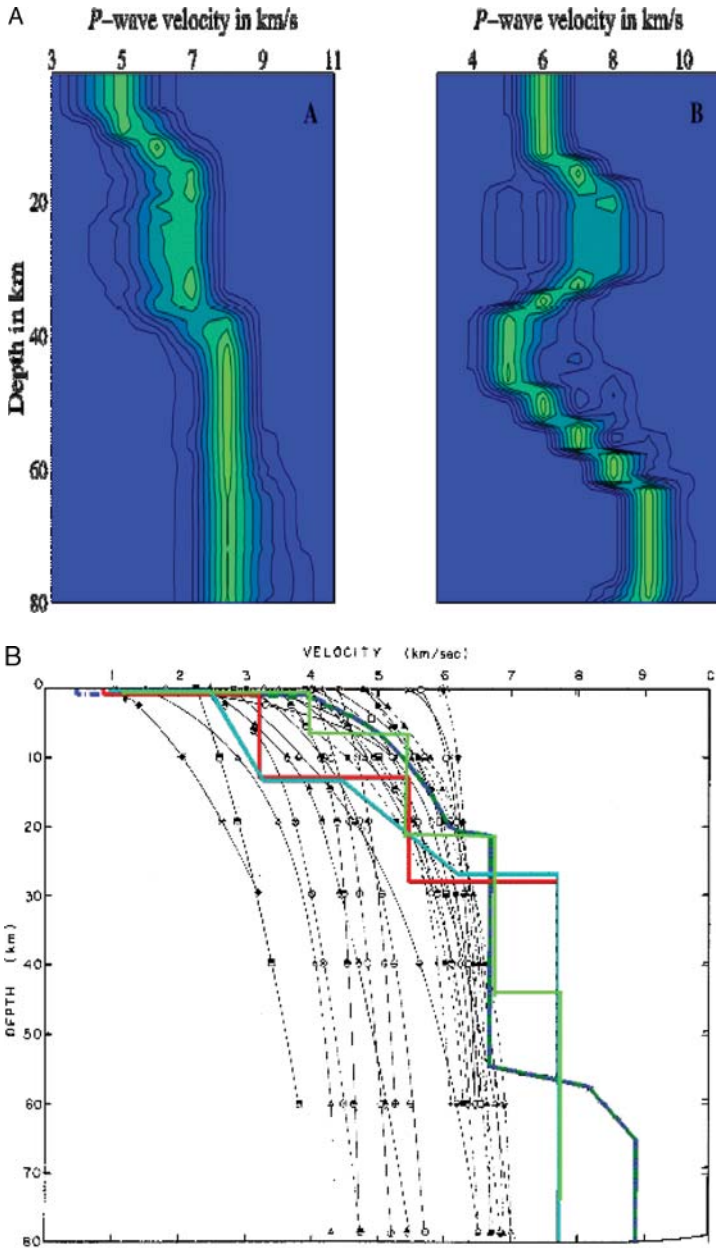 A
P–wave velocity in km/s P–wave velocity in km/s
3 5 7 9 11 4 6 8 10
A B
Depth in km
20
40
60
80
B
VELOCITY (km/sec)
0 1 2 3 4 5 6 7 8 9
10
20
30
40
50
60
70
80
DEPTH (km)